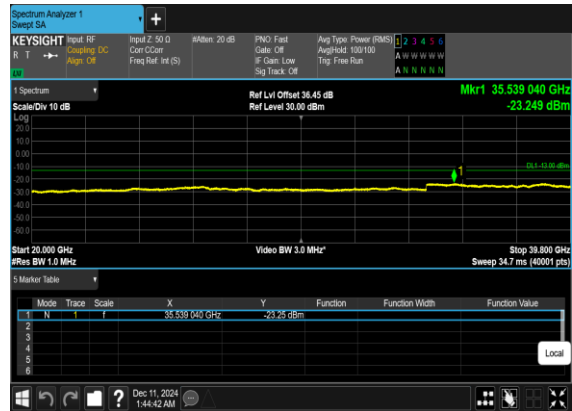 Spectrum Analyzer 1
Swept SA
KEYSIGHT Input: RF Input Z: 50 Ω #Atten: 20 dB PNO: Fast Avg Type: Power (RMS) 1 2 3 4 5 6
R T Coupling: DC Corr CCorr Gate: Off Avg|Hold: 100/100 A W W W W W
Align: Off Freq Ref: Int (S) IF Gain: Low Trig: Free Run
LW Sig Track: Off A N N N N N
1 Spectrum Ref Lvl Offset 36.45 dB Mkr1 35.539 040 GHz
Scale/Div 10 dB Ref Level 30.00 dBm -23.249 dBm
Log
20.0
10.0
0.00
-10.0
1
DL1 -13.00 dBm
-20.0
-30.0
-40.0
-50.0
-60.0
Start 20.000 GHz Video BW 3.0 MHz* Stop 39.800 GHz
#Res BW 1.0 MHz Sweep 34.7 ms (40001 pts)
5 Marker Table
Mode Trace Scale X Y Function Function Width Function Value
1 N 1 f 35.539 040 GHz -23.25 dBm
2
3
4
5
6
Local
? Dec 11, 2024
1:44:42 AM